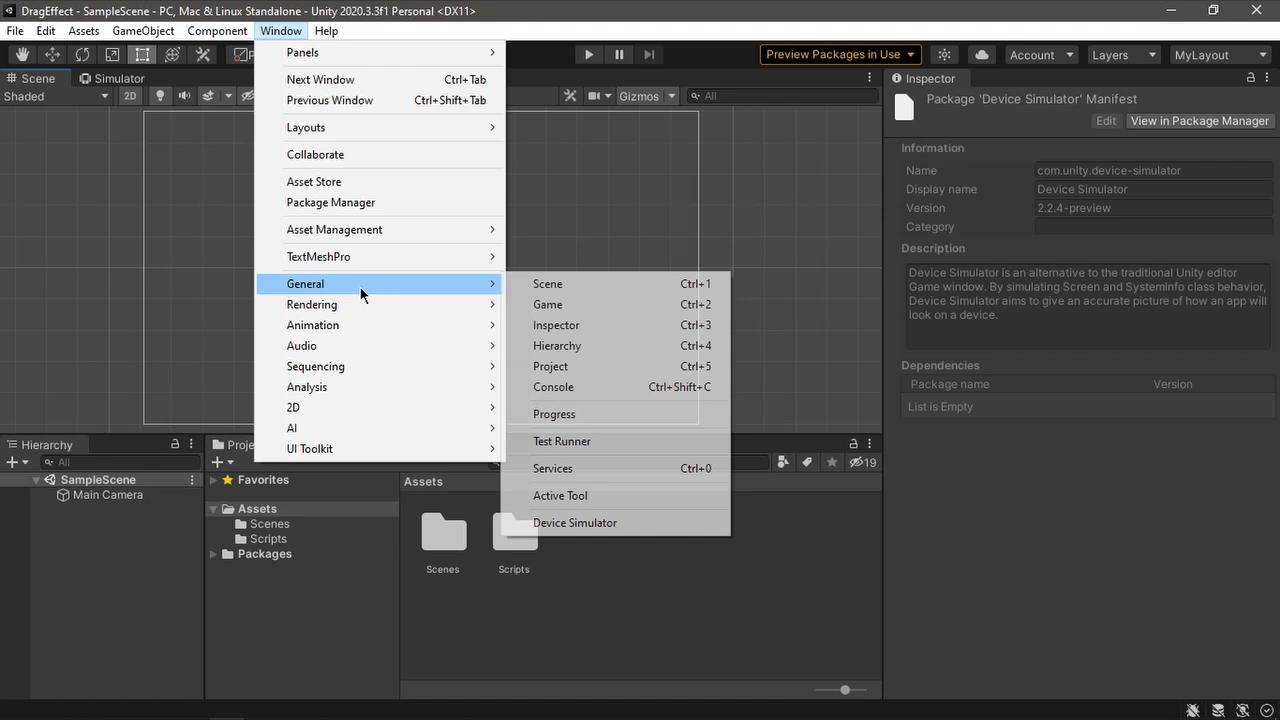 DragEffect - SampleScene - PC, Mac & Linux Standalone - Unity 2020.3.3f1 Personal <DX11>
File Edit Assets GameObject Component Window Help
Preview Packages in Use Account Layers MyLayout
Scene Simulator
Shaded 2D Gizmos All
Panels
Next Window Ctrl+Tab
Previous Window Ctrl+Shift+Tab
Layouts
Collaborate
Asset Store
Package Manager
Asset Management
TextMeshPro
General
Rendering
Animation
Audio
Sequencing
Analysis
2D
AI
UI Toolkit
Scene Ctrl+1
Game Ctrl+2
Inspector Ctrl+3
Hierarchy Ctrl+4
Project Ctrl+5
Console Ctrl+Shift+C
Progress
Test Runner
Services Ctrl+0
Active Tool
Device Simulator
Inspector
Package 'Device Simulator' Manifest
Edit View in Package Manager
Information
Name com.unity.device-simulator
Display name Device Simulator
Version 2.2.4-preview
Category
Description
Device Simulator is an alternative to the traditional Unity editor
Game window. By simulating Screen and SystemInfo class behavior,
Device Simulator aims to give an accurate picture of how an app will
look on a device.
Dependencies
Package name Version
List is Empty
Hierarchy
All
SampleScene
Main Camera
Proj
19
Favorites
Assets
Scenes
Scripts
Packages
Assets
Scenes Scripts